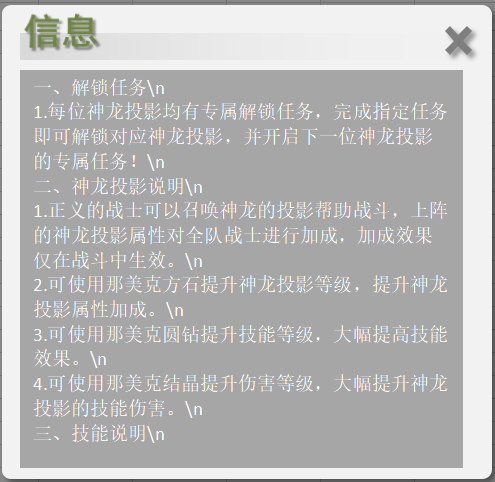 信息
一、解锁任务\n
1.每位神龙投影均有专属解锁任务，完成指定任务
即可解锁对应神龙投影，并开启下一位神龙投影
的专属任务！\n
二、神龙投影说明\n
1.正义的战士可以召唤神龙的投影帮助战斗，上阵
的神龙投影属性对全队战士进行加成，加成效果
仅在战斗中生效。\n
2.可使用那美克方石提升神龙投影等级，提升神龙
投影属性加成。\n
3.可使用那美克圆钻提升技能等级，大幅提高技能
效果。\n
4.可使用那美克结晶提升伤害等级，大幅提升神龙
投影的技能伤害。\n
三、技能说明\n